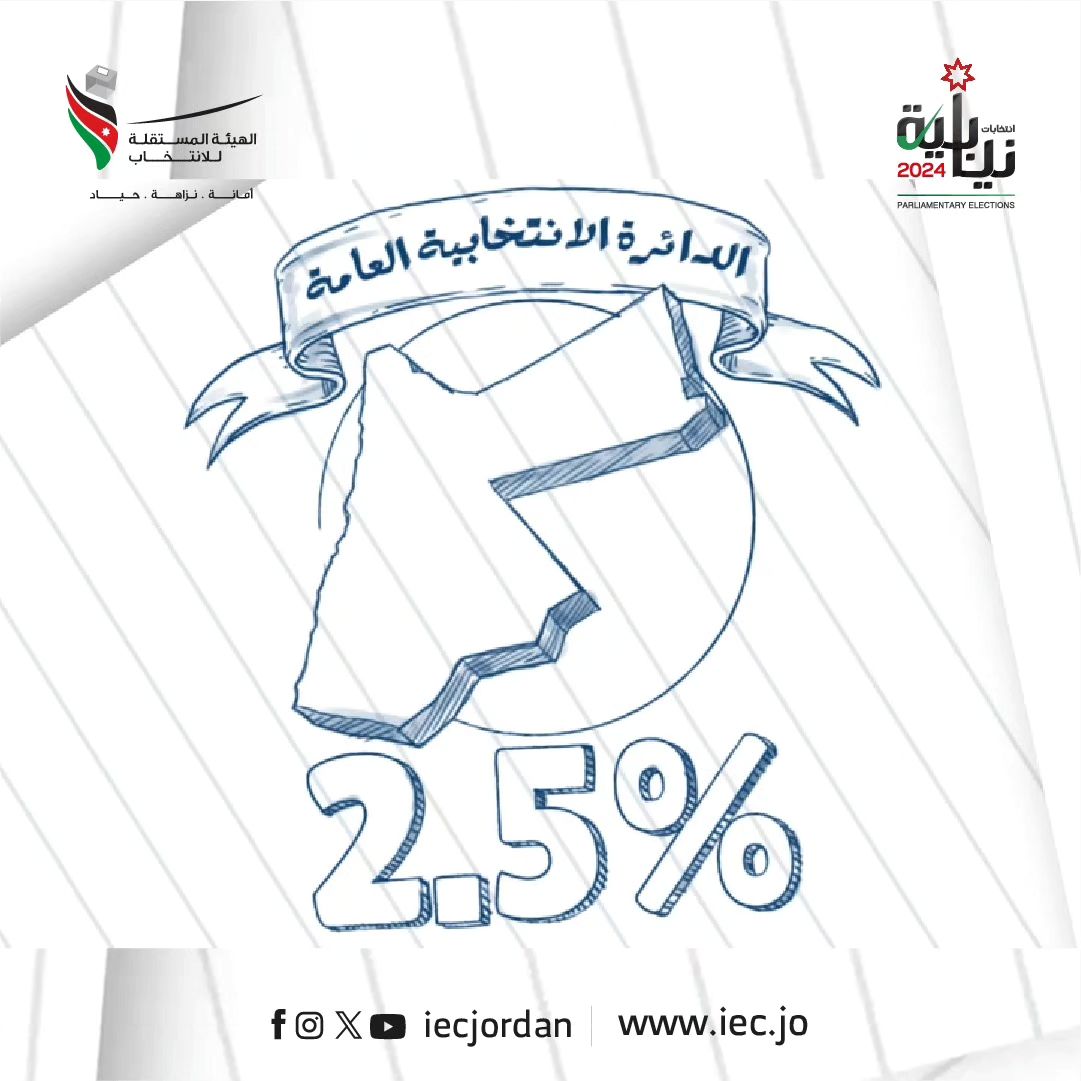 الهيئة المستقلة
للانتخاب
أمانة . نزاهة . حياد
انتخابات
نيابية
2024
PARLIAMENTARY ELECTIONS
الدائرة الانتخابية العامة
2.5%
iecjordan
www.iec.jo